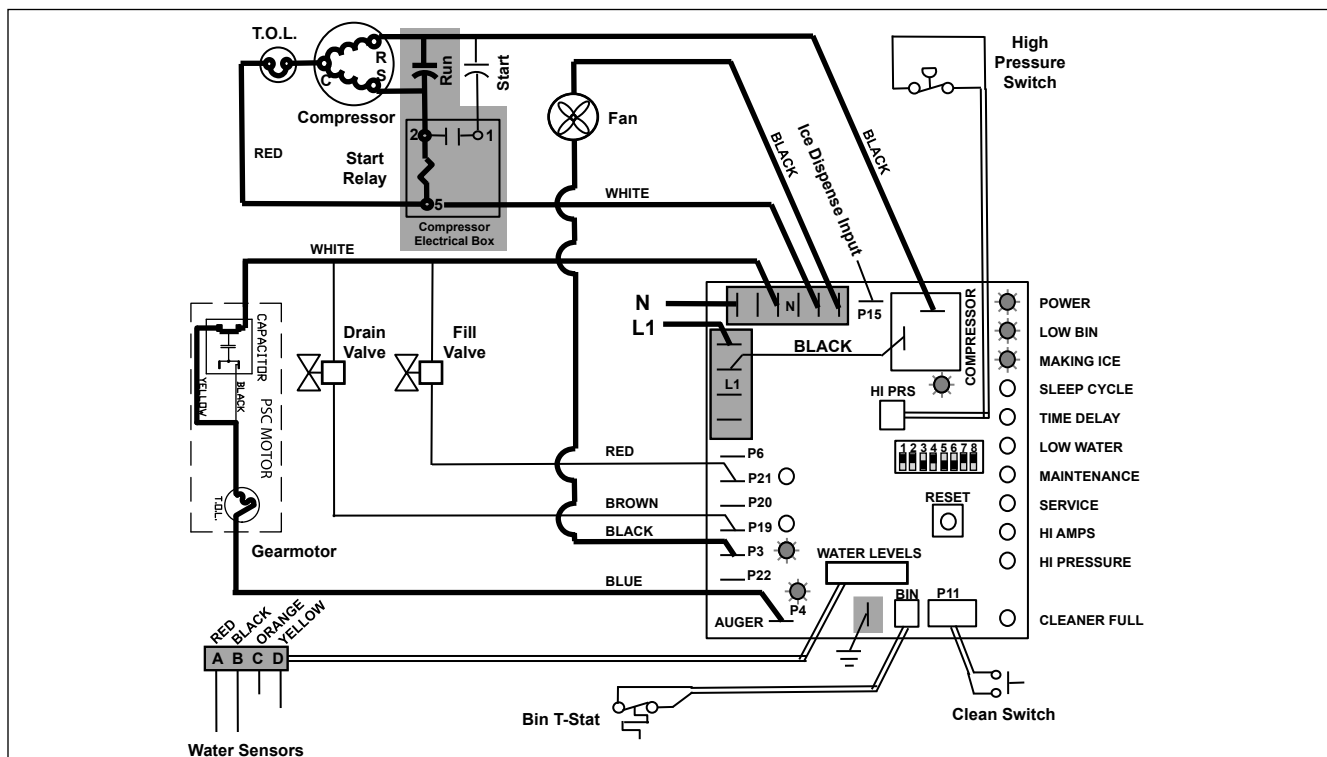 T.O.L.
R
S
C
Compressor
Run
Start
2
1
5
Start
Relay
Compressor
Electrical Box
RED
Fan
WHITE
BLACK
BLACK
Ice Dispense Input
High
Pressure
Switch
WHITE
CAPACITOR
YELLOW
BLACK
PSC MOTOR
T.O.L.
Gearmotor
Drain
Valve
Fill
Valve
N
L1
N
P15
BLACK
L1
COMPRESSOR
HI PRS
1 2 3 4 5 6 7 8
RESET
POWER
LOW BIN
MAKING ICE
SLEEP CYCLE
TIME DELAY
LOW WATER
MAINTENANCE
SERVICE
HI AMPS
HI PRESSURE
CLEANER FULL
RED
BROWN
BLACK
BLUE
P6
P21
P20
P19
P3
P22
P4
AUGER
WATER LEVELS
BIN
P11
RED
BLACK
ORANGE
YELLOW
A B C D
Water Sensors
Bin T-Stat
Clean Switch